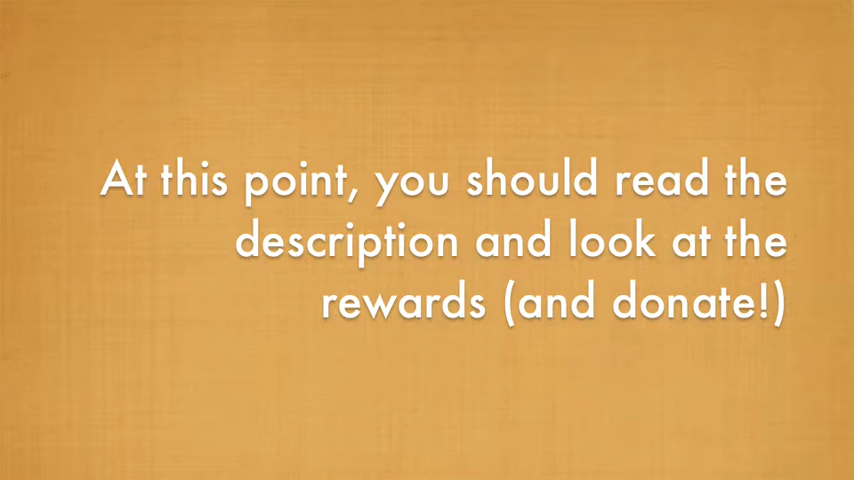 At this point, you should read the
description and look at the
rewards (and donate!)